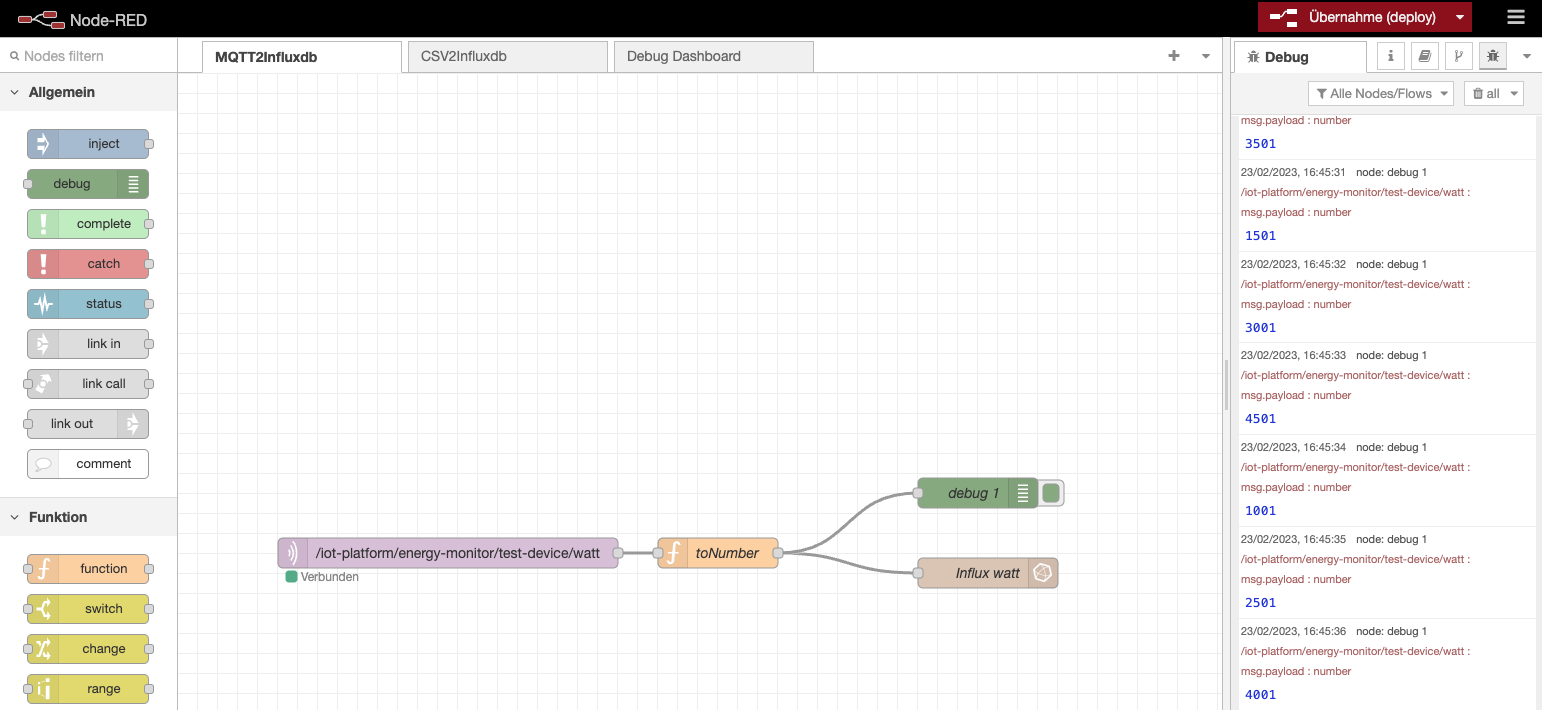 Node-RED
Übernahme (deploy)
Nodes filtern
MQTT2Influxdb
CSV2Influxdb
Debug Dashboard
Allgemein
inject
debug
complete
catch
status
link in
link call
link out
comment
Funktion
function
switch
change
range
/iot-platform/energy-monitor/test-device/watt
Verbunden
toNumber
debug 1
Influx watt
Debug
i
Alle Nodes/Flows
all
msg.payload : number
3501
23/02/2023, 16:45:31 node: debug 1
/iot-platform/energy-monitor/test-device/watt :
msg.payload : number
1501
23/02/2023, 16:45:32 node: debug 1
/iot-platform/energy-monitor/test-device/watt :
msg.payload : number
3001
23/02/2023, 16:45:33 node: debug 1
/iot-platform/energy-monitor/test-device/watt :
msg.payload : number
4501
23/02/2023, 16:45:34 node: debug 1
/iot-platform/energy-monitor/test-device/watt :
msg.payload : number
1001
23/02/2023, 16:45:35 node: debug 1
/iot-platform/energy-monitor/test-device/watt :
msg.payload : number
2501
23/02/2023, 16:45:36 node: debug 1
/iot-platform/energy-monitor/test-device/watt :
msg.payload : number
4001